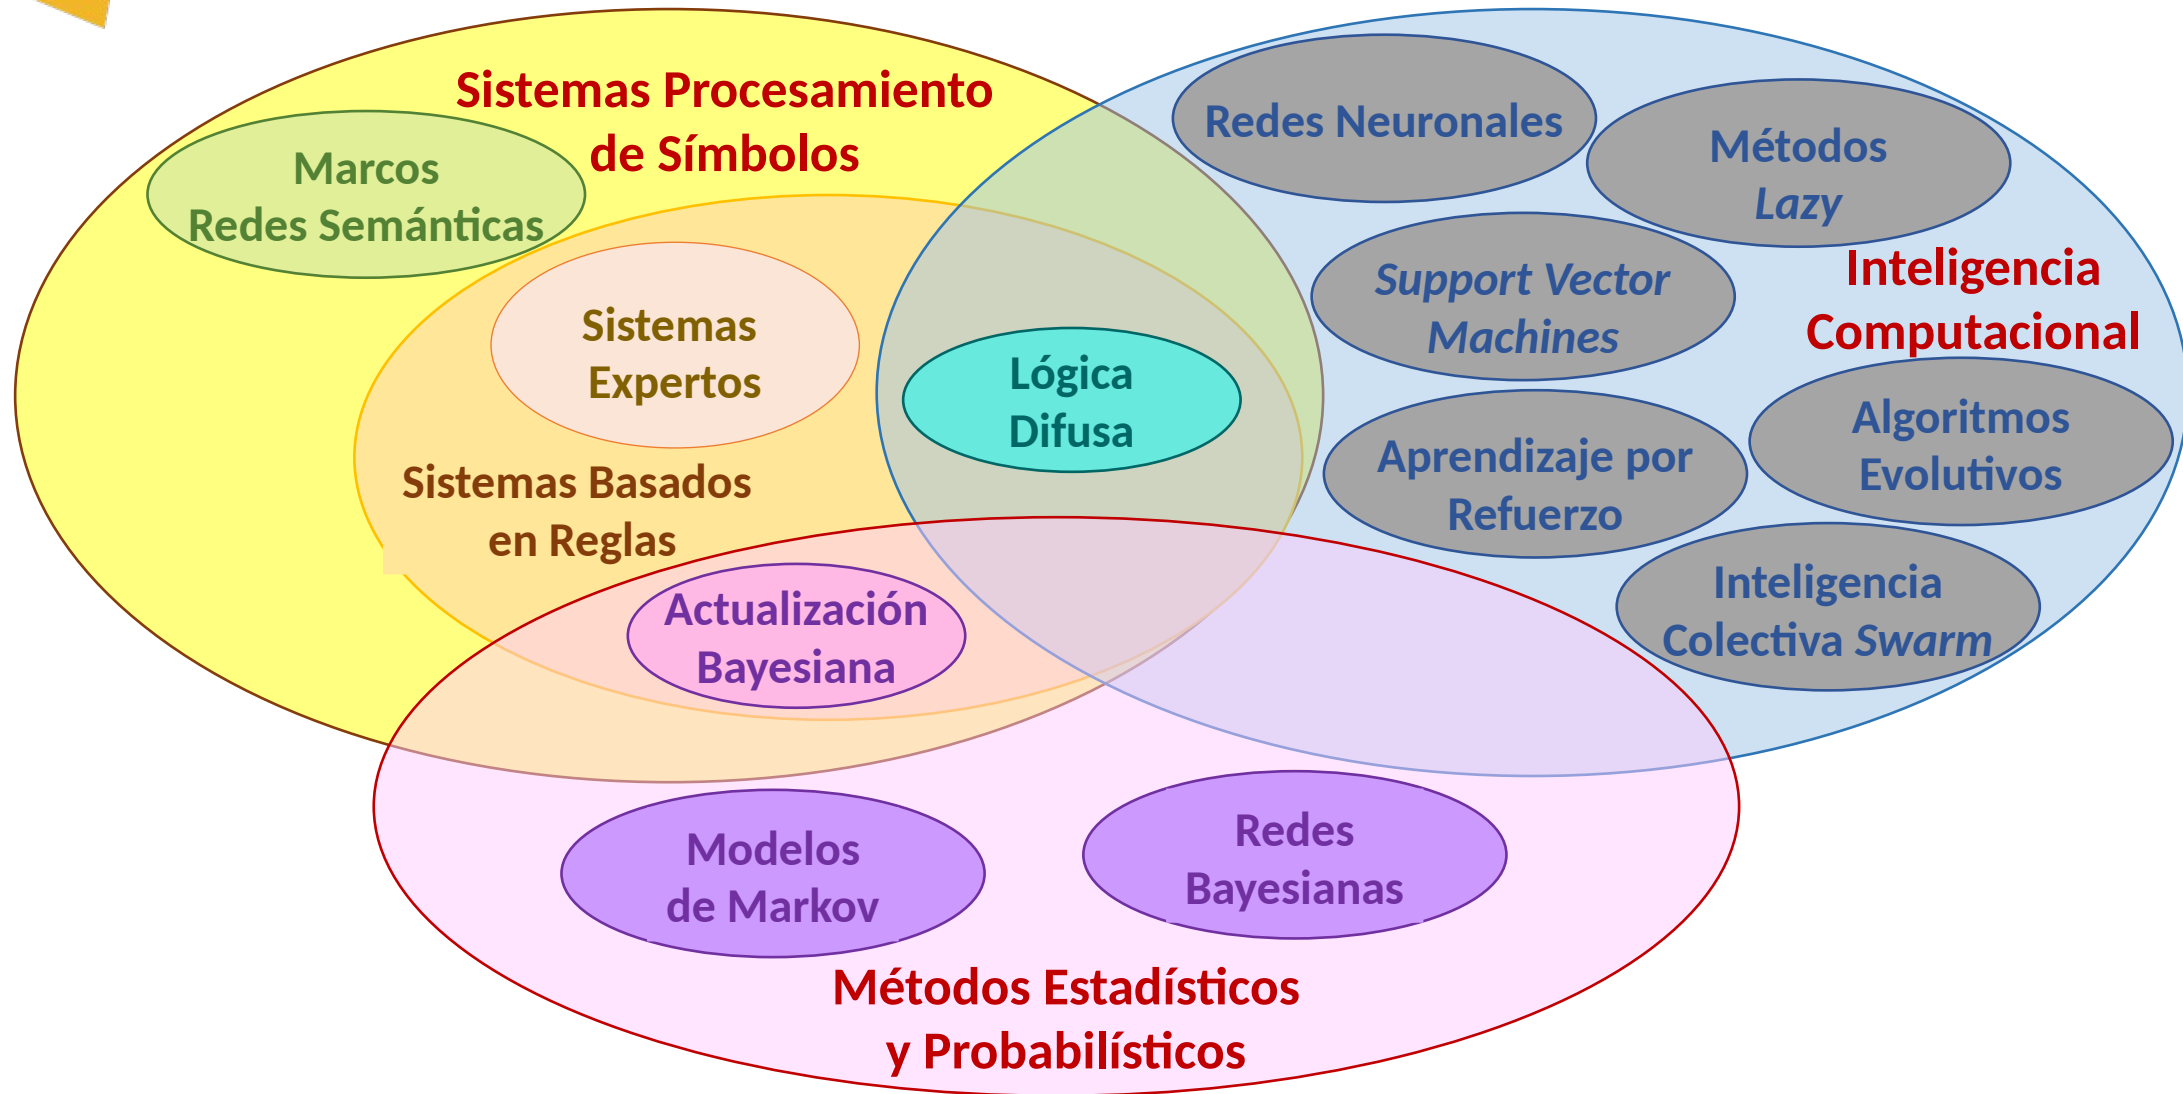 Sistemas Procesamiento
de Símbolos
Marcos
Redes Semánticas
Sistemas
Expertos
Sistemas Basados
en Reglas
Lógica
Difusa
Actualización
Bayesiana
Redes Neuronales
Métodos
Lazy
Support Vector
Machines
Inteligencia
Computacional
Aprendizaje por
Refuerzo
Algoritmos
Evolutivos
Inteligencia
Colectiva Swarm
Modelos
de Markov
Redes
Bayesianas
Métodos Estadísticos
y Probabilísticos